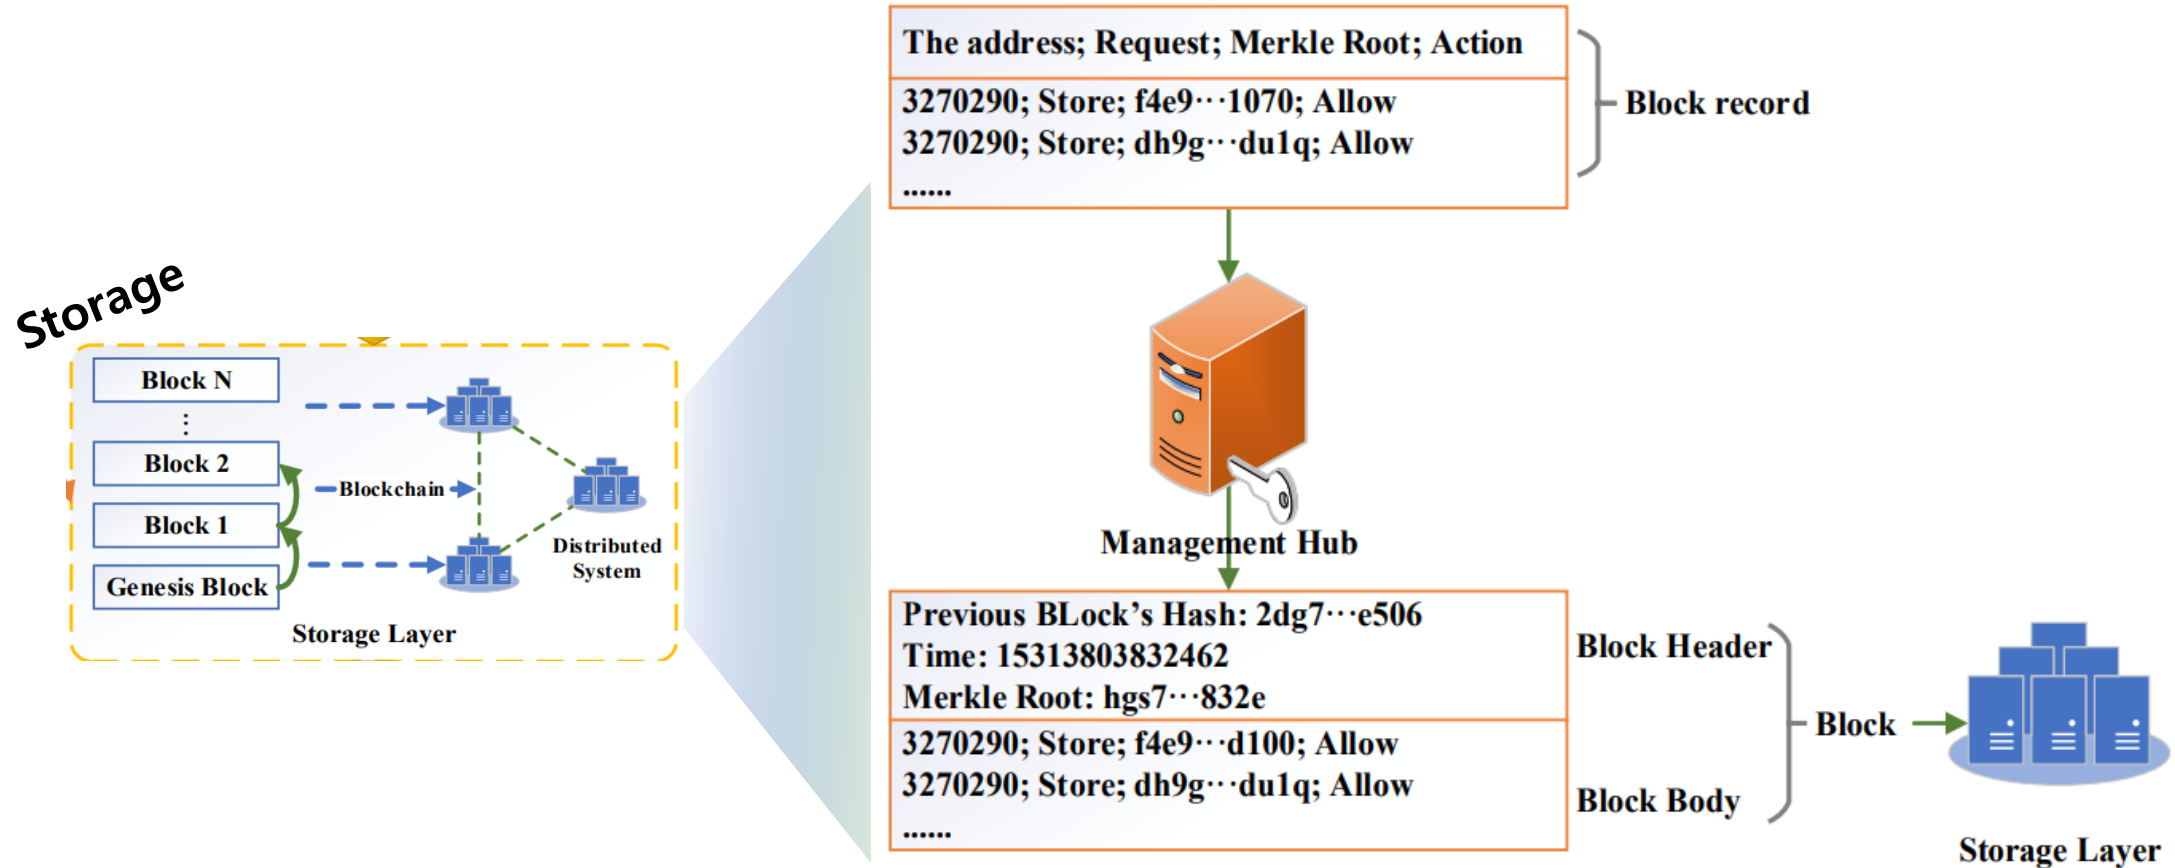 Storage
Block N
⋮
Block 2
Block 1
Genesis Block
Blockchain
Distributed
System
Storage Layer
The address; Request; Merkle Root; Action
3270290; Store; f4e9···1070; Allow
3270290; Store; dh9g···du1q; Allow
......
Block record
Management Hub
Previous BLock’s Hash: 2dg7···e506
Time: 15313803832462
Merkle Root: hgs7···832e
3270290; Store; f4e9···d100; Allow
3270290; Store; dh9g···du1q; Allow
......
Block Header
Block Body
Block
Storage Layer